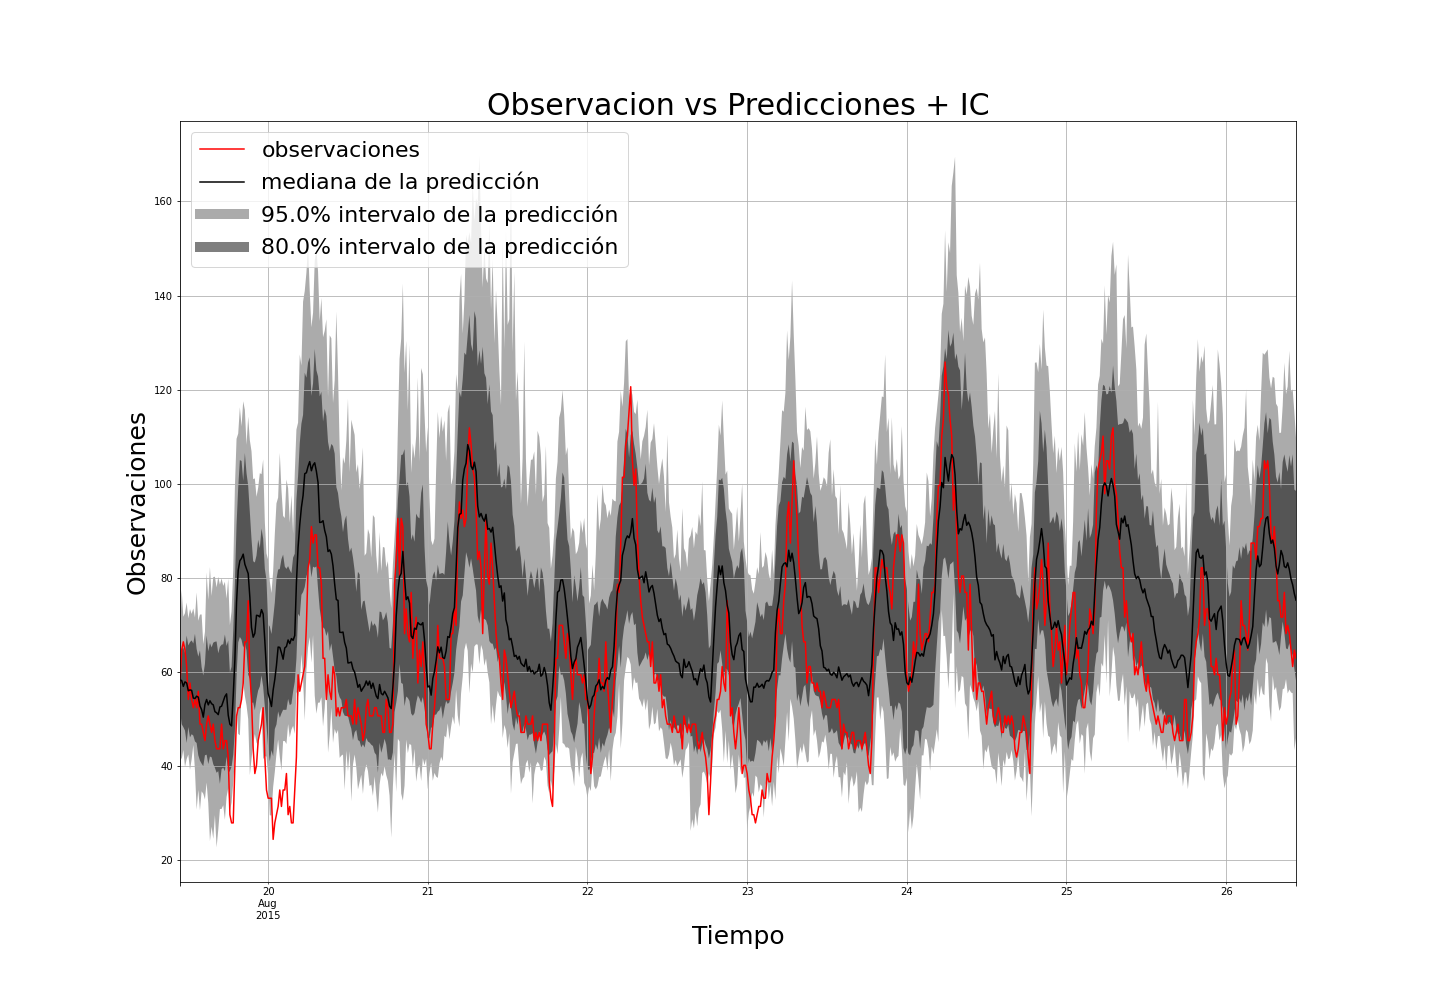 Observacion vs Predicciones + IC
observaciones
mediana de la predicción
95.0% intervalo de la predicción
80.0% intervalo de la predicción
Observaciones
160
140
120
100
80
60
40
20
20 21 22 23 24 25 26
Aug
2015
Tiempo